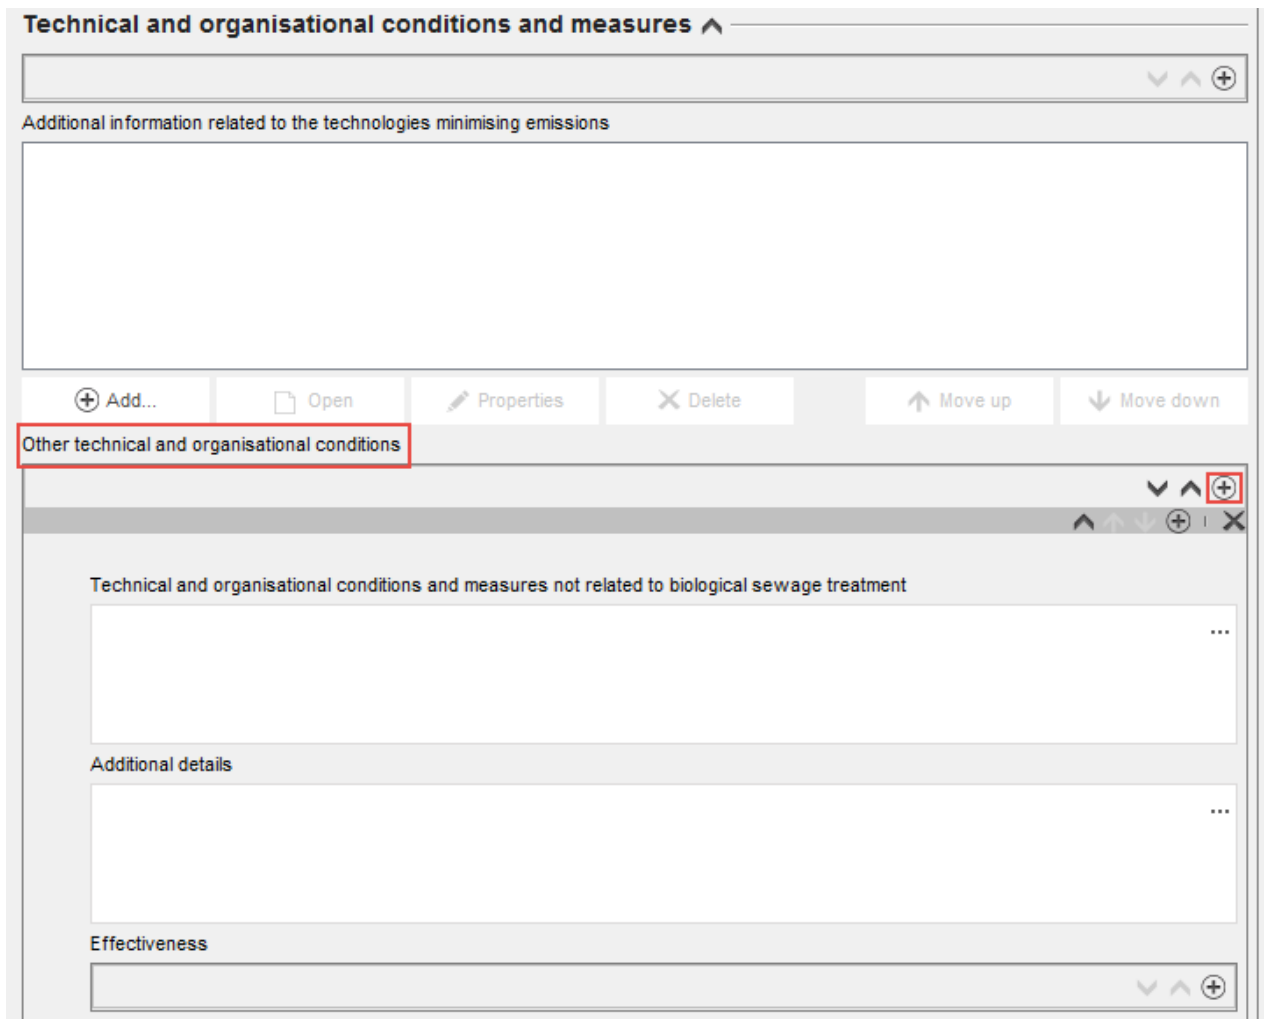 Technical and organisational conditions and measures
Additional information related to the technologies minimising emissions
Add... Open Properties Delete Move up Move down
Other technical and organisational conditions
Technical and organisational conditions and measures not related to biological sewage treatment
...
Additional details
...
Effectiveness